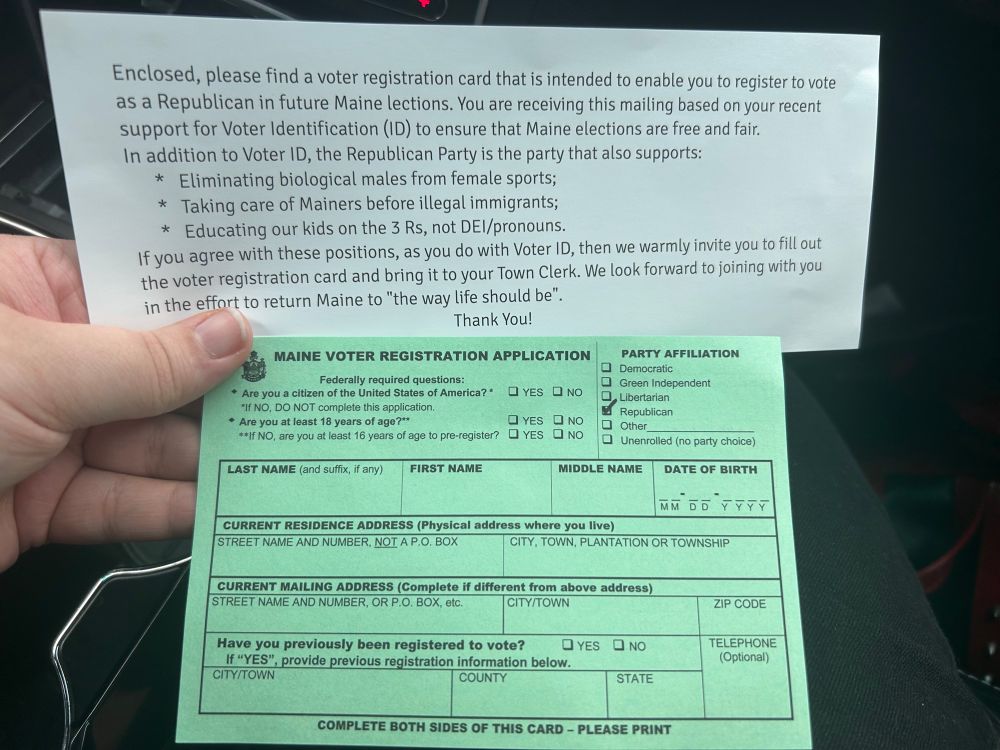 Enclosed, please find a voter registration card that is intended to enable you to register to vote
as a Republican in future Maine lections. You are receiving this mailing based on your recent
support for Voter Identification (ID) to ensure that Maine elections are free and fair.
In addition to Voter ID, the Republican Party is the party that also supports:
* Eliminating biological males from female sports;
* Taking care of Mainers before illegal immigrants;
* Educating our kids on the 3 Rs, not DEI/pronouns.
If you agree with these positions, as you do with Voter ID, then we warmly invite you to fill out
the voter registration card and bring it to your Town Clerk. We look forward to joining with you
in the effort to return Maine to "the way life should be".
Thank You!
MAINE VOTER REGISTRATION APPLICATION
Federally required questions:
* Are you a citizen of the United States of America?* ☐ YES ☐ NO
*If NO, DO NOT complete this application.
* Are you at least 18 years of age?** ☐ YES ☐ NO
**If NO, are you at least 16 years of age to pre-register? ☐ YES ☐ NO
PARTY AFFILIATION
☐ Democratic
☐ Green Independent
☐ Libertarian
☑ Republican
☐ Other____________
☐ Unenrolled (no party choice)
LAST NAME (and suffix, if any) FIRST NAME MIDDLE NAME DATE OF BIRTH
__-__-____
MM DD YYYY
CURRENT RESIDENCE ADDRESS (Physical address where you live)
STREET NAME AND NUMBER, NOT A P.O. BOX CITY, TOWN, PLANTATION OR TOWNSHIP
CURRENT MAILING ADDRESS (Complete if different from above address)
STREET NAME AND NUMBER, OR P.O. BOX, etc. CITY/TOWN ZIP CODE
Have you previously been registered to vote? ☐ YES ☐ NO
If "YES", provide previous registration information below.
TELEPHONE
(Optional)
CITY/TOWN COUNTY STATE
COMPLETE BOTH SIDES OF THIS CARD – PLEASE PRINT